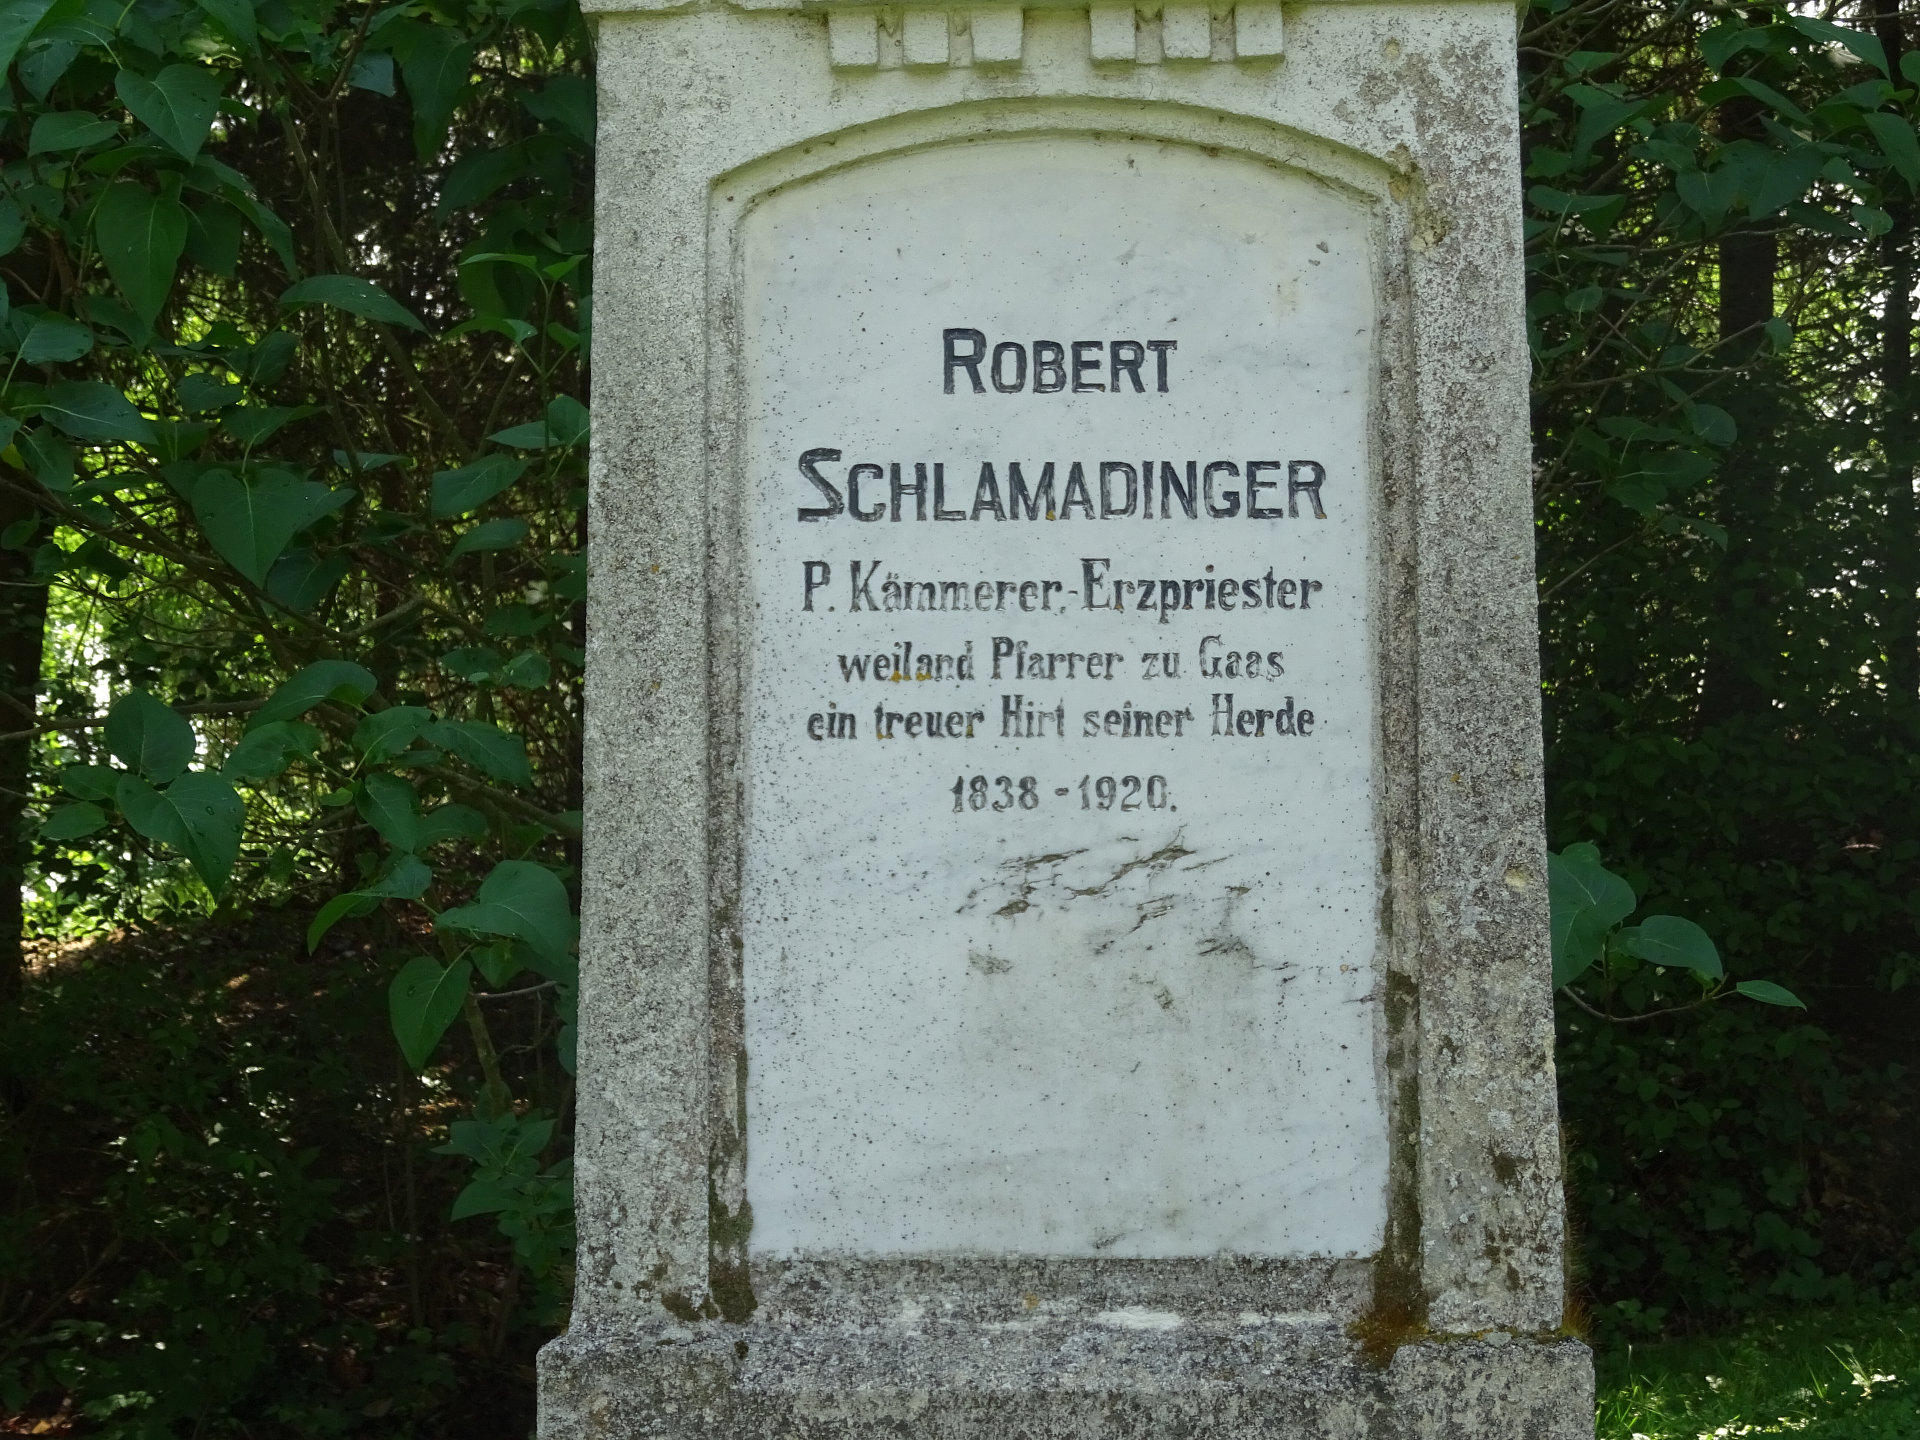 ROBERT
SCHLAMADINGER
P. Kämmerer.-Erzpriester
weiland Pfarrer zu Gaas
ein treuer Hirt seiner Herde
1838 - 1920.